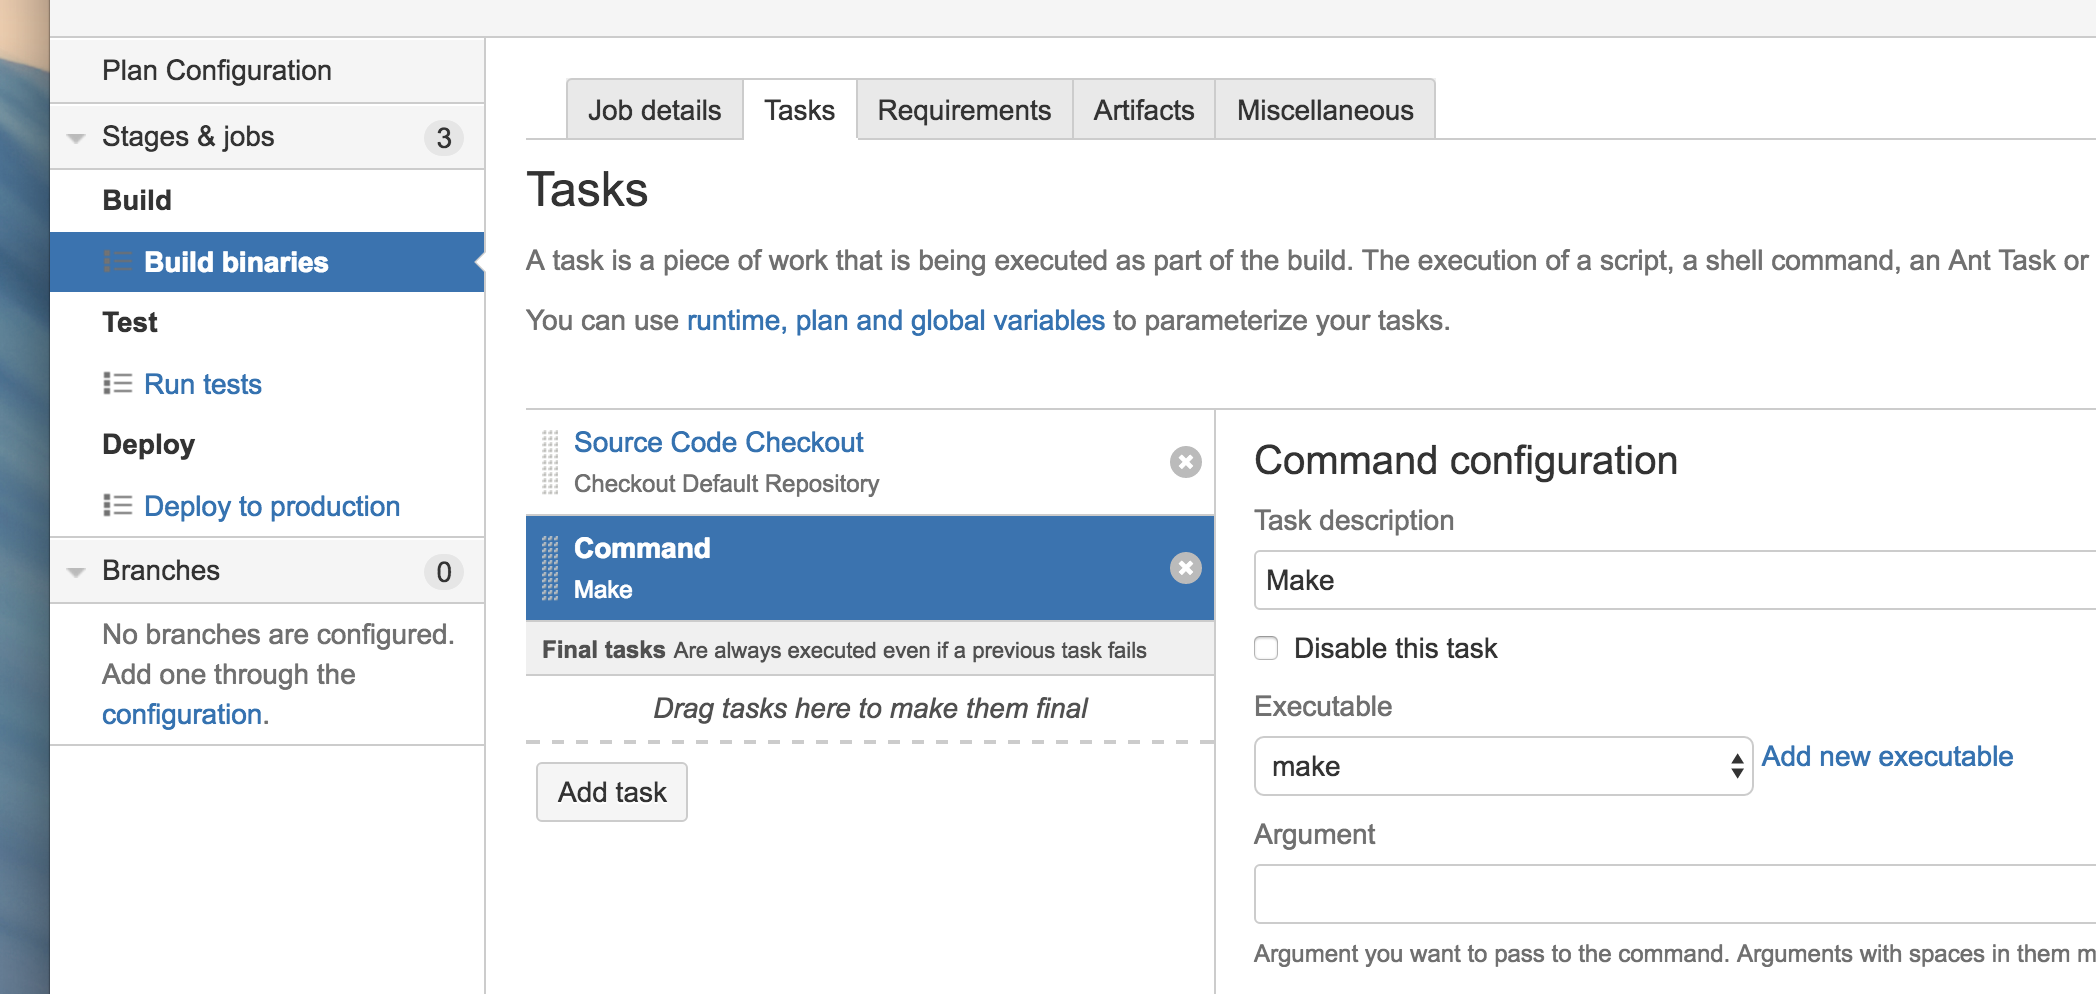 Plan Configuration
Stages & jobs 3
Build
Build binaries
Test
Run tests
Deploy
Deploy to production
Branches 0
No branches are configured.
Add one through the
configuration.
Job details Tasks Requirements Artifacts Miscellaneous
Tasks
A task is a piece of work that is being executed as part of the build. The execution of a script, a shell command, an Ant Task or
You can use runtime, plan and global variables to parameterize your tasks.
Source Code Checkout
Checkout Default Repository
Command
Make
Final tasks Are always executed even if a previous task fails
Drag tasks here to make them final
Add task
Command configuration
Task description
Make
Disable this task
Executable
make Add new executable
Argument
Argument you want to pass to the command. Arguments with spaces in them